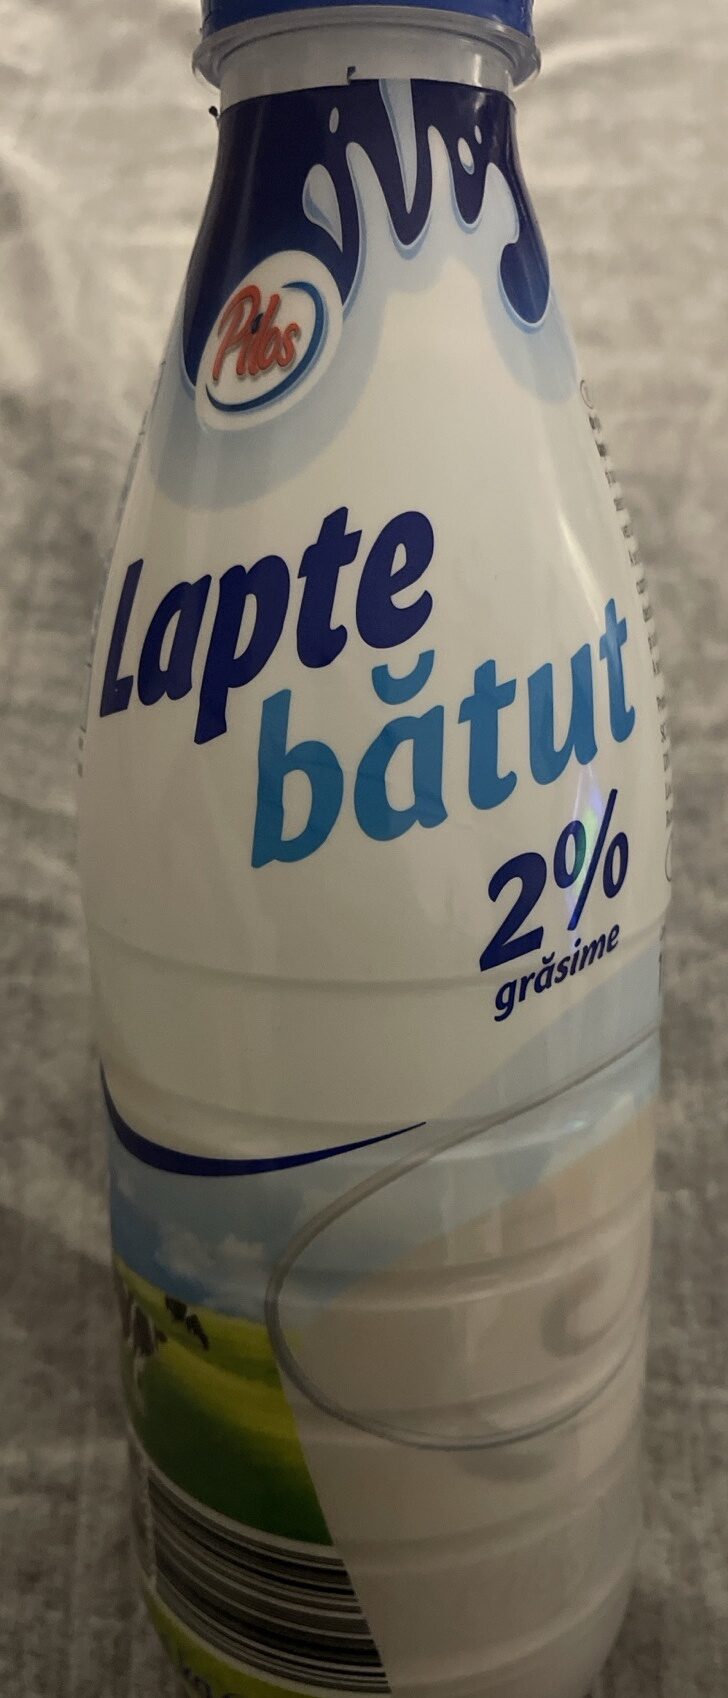 Pilos
Lapte
bătut
2%
grăsime